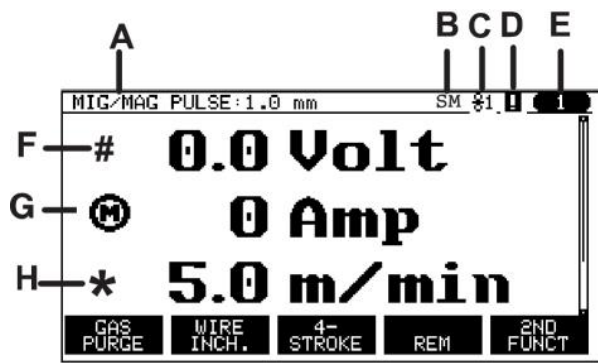 A B C D E
MIG/MAG PULSE:1.0 mm SM 1 ! 1
F # 0.0 Volt
G M 0 Amp
H * 5.0 m/min
GAS PURGE WIRE INCH. 4-STROKE REM 2ND FUNCT